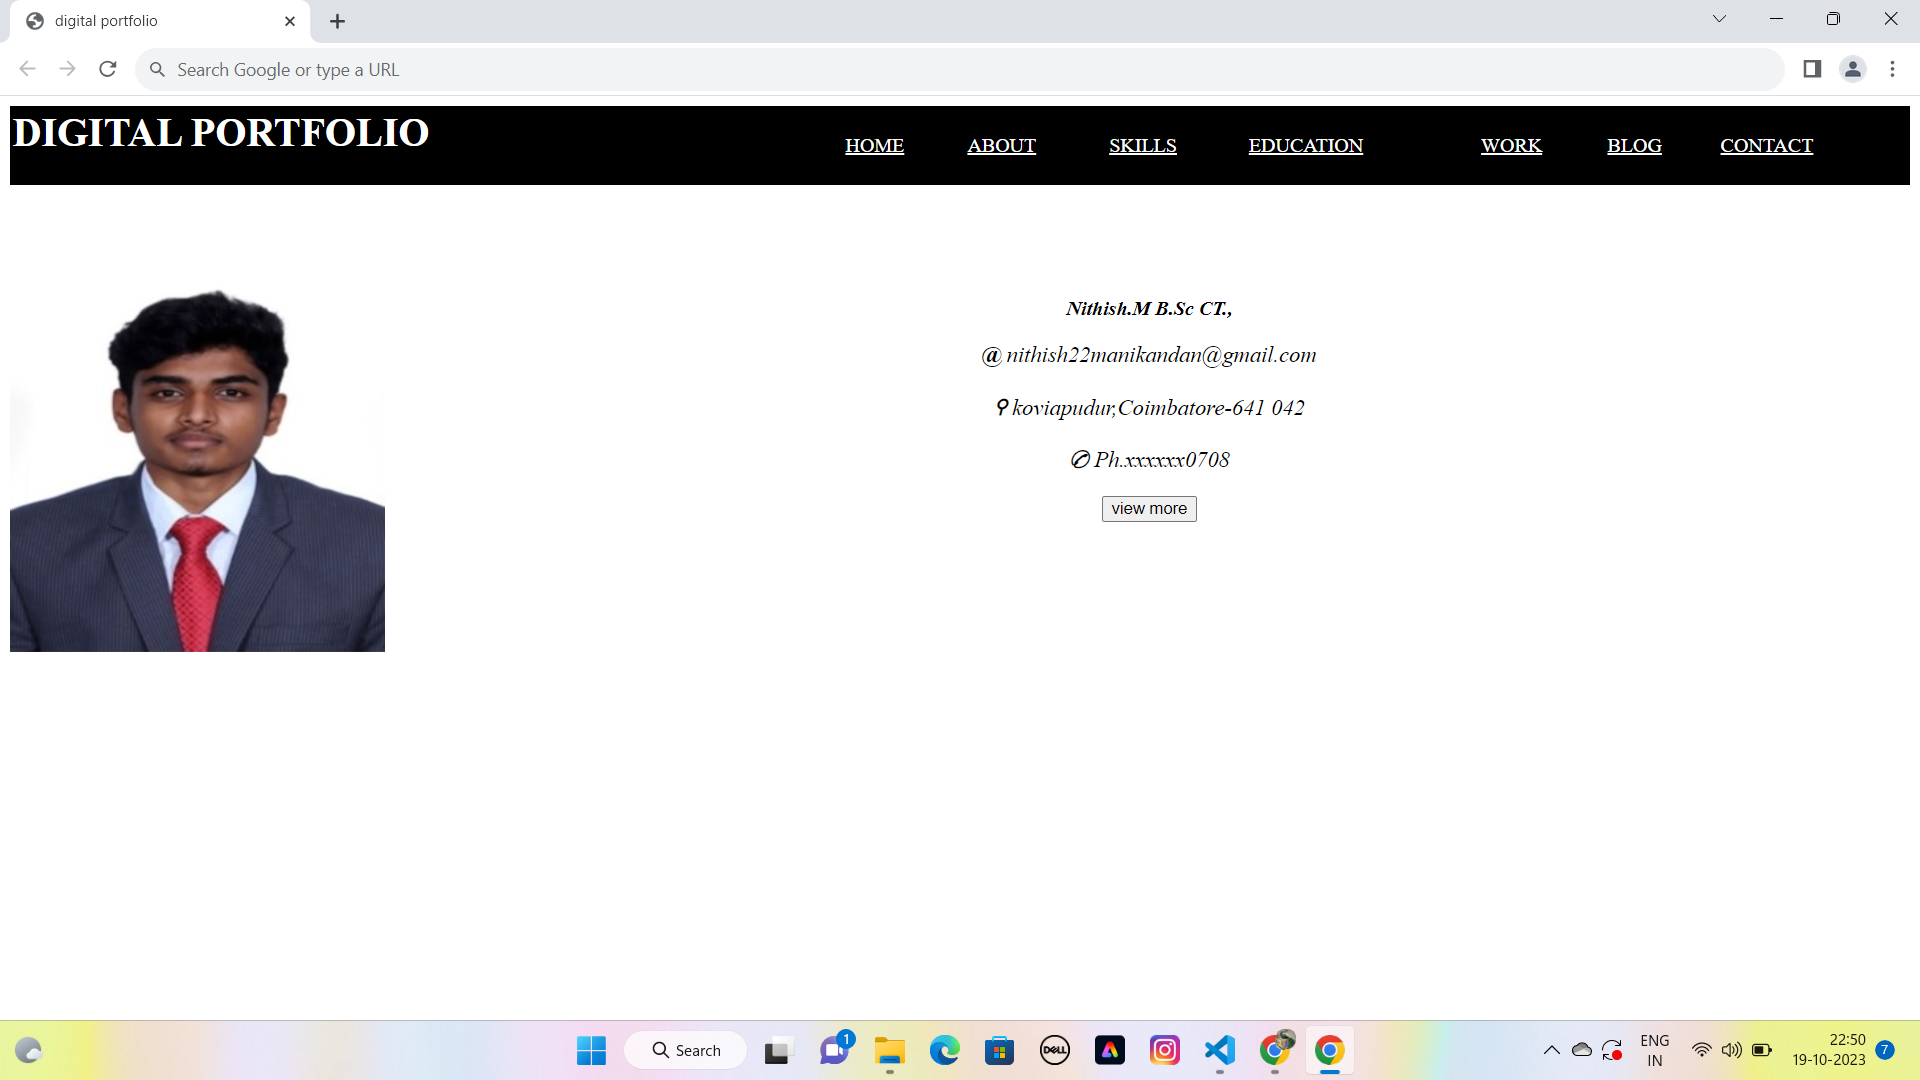 digital portfolio
Search Google or type a URL
DIGITAL PORTFOLIO
HOME ABOUT SKILLS EDUCATION WORK BLOG CONTACT
Nithish.M B.Sc CT.,
@ nithish22manikandan@gmail.com
⚲ koviapudur,Coimbatore-641 042
✆ Ph.xxxxxx0708
view more
Search
1
DELL
ENG
IN
22:50
19-10-2023
7